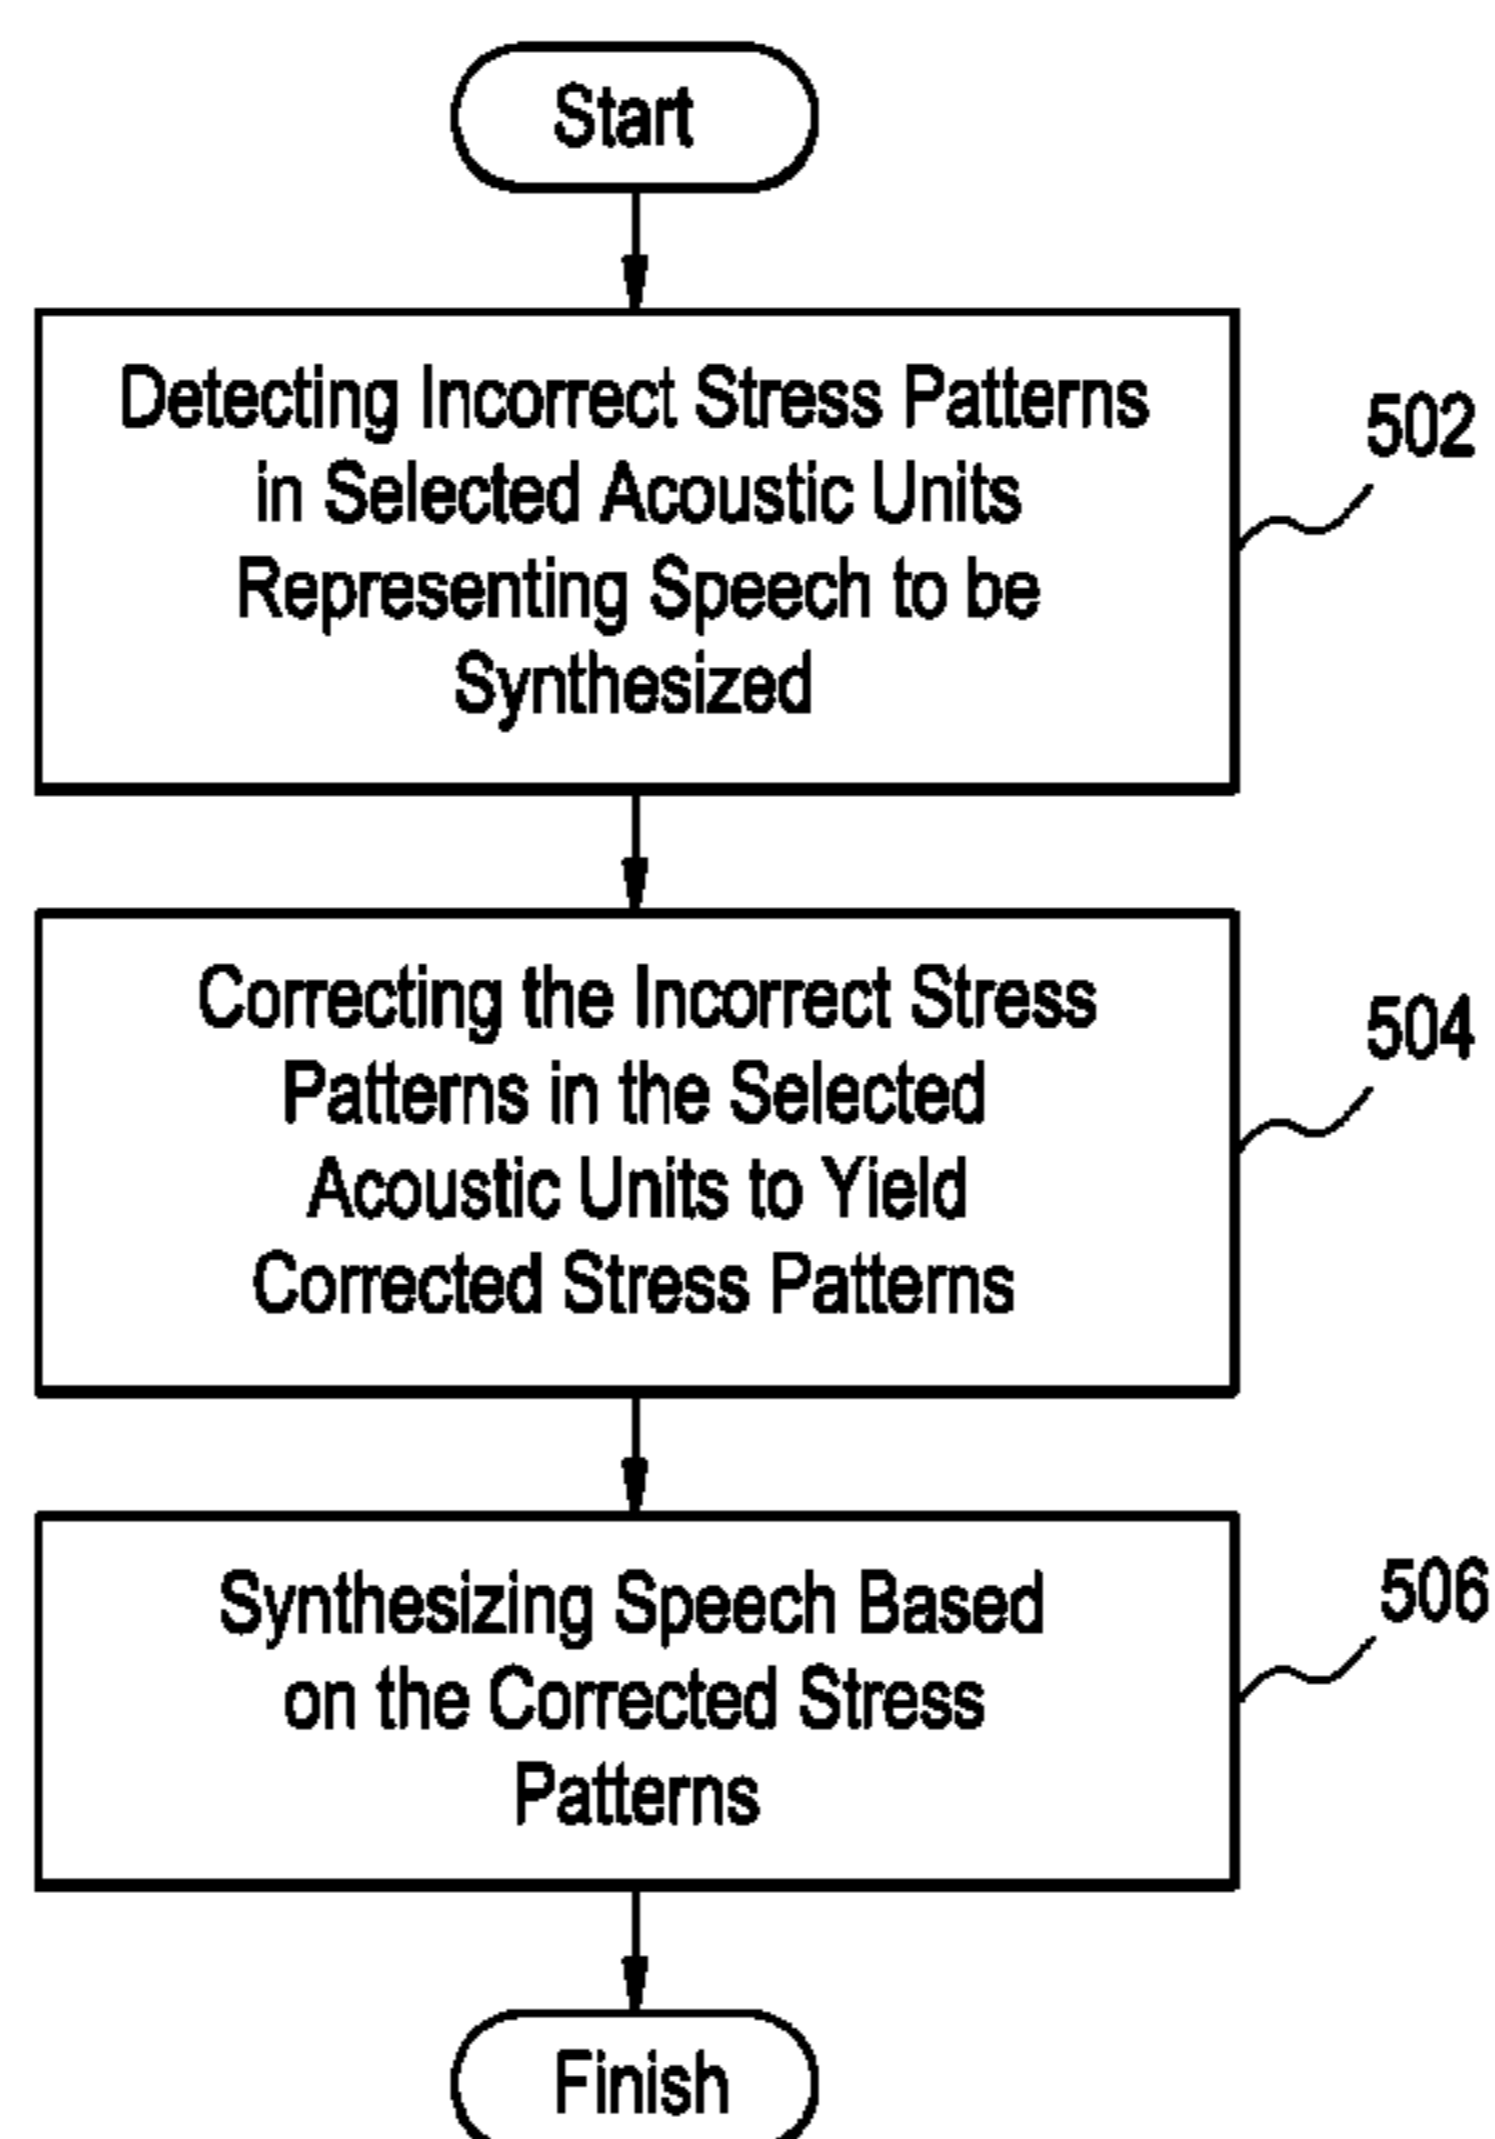 Start
Detecting Incorrect Stress Patterns
in Selected Acoustic Units
Representing Speech to be
Synthesized
502
Correcting the Incorrect Stress
Patterns in the Selected
Acoustic Units to Yield
Corrected Stress Patterns
504
Synthesizing Speech Based
on the Corrected Stress
Patterns
506
Finish